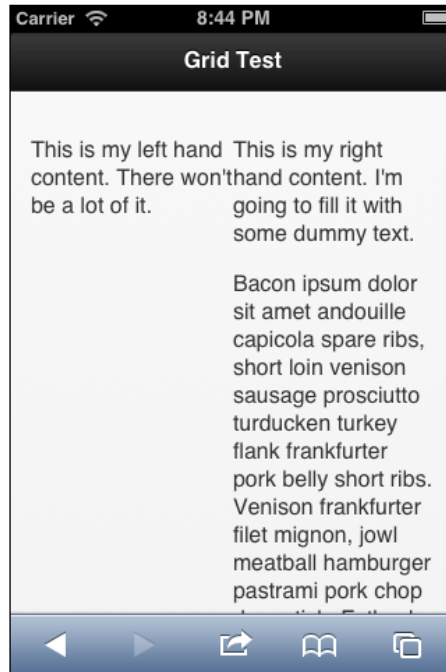 Carrier 8:44 PM
Grid Test
This is my left hand
content. There won't
be a lot of it.
This is my right
hand content. I'm
going to fill it with
some dummy text.
Bacon ipsum dolor
sit amet andouille
capicola spare ribs,
short loin venison
sausage prosciutto
turducken turkey
flank frankfurter
pork belly short ribs.
Venison frankfurter
filet mignon, jowl
meatball hamburger
pastrami pork chop